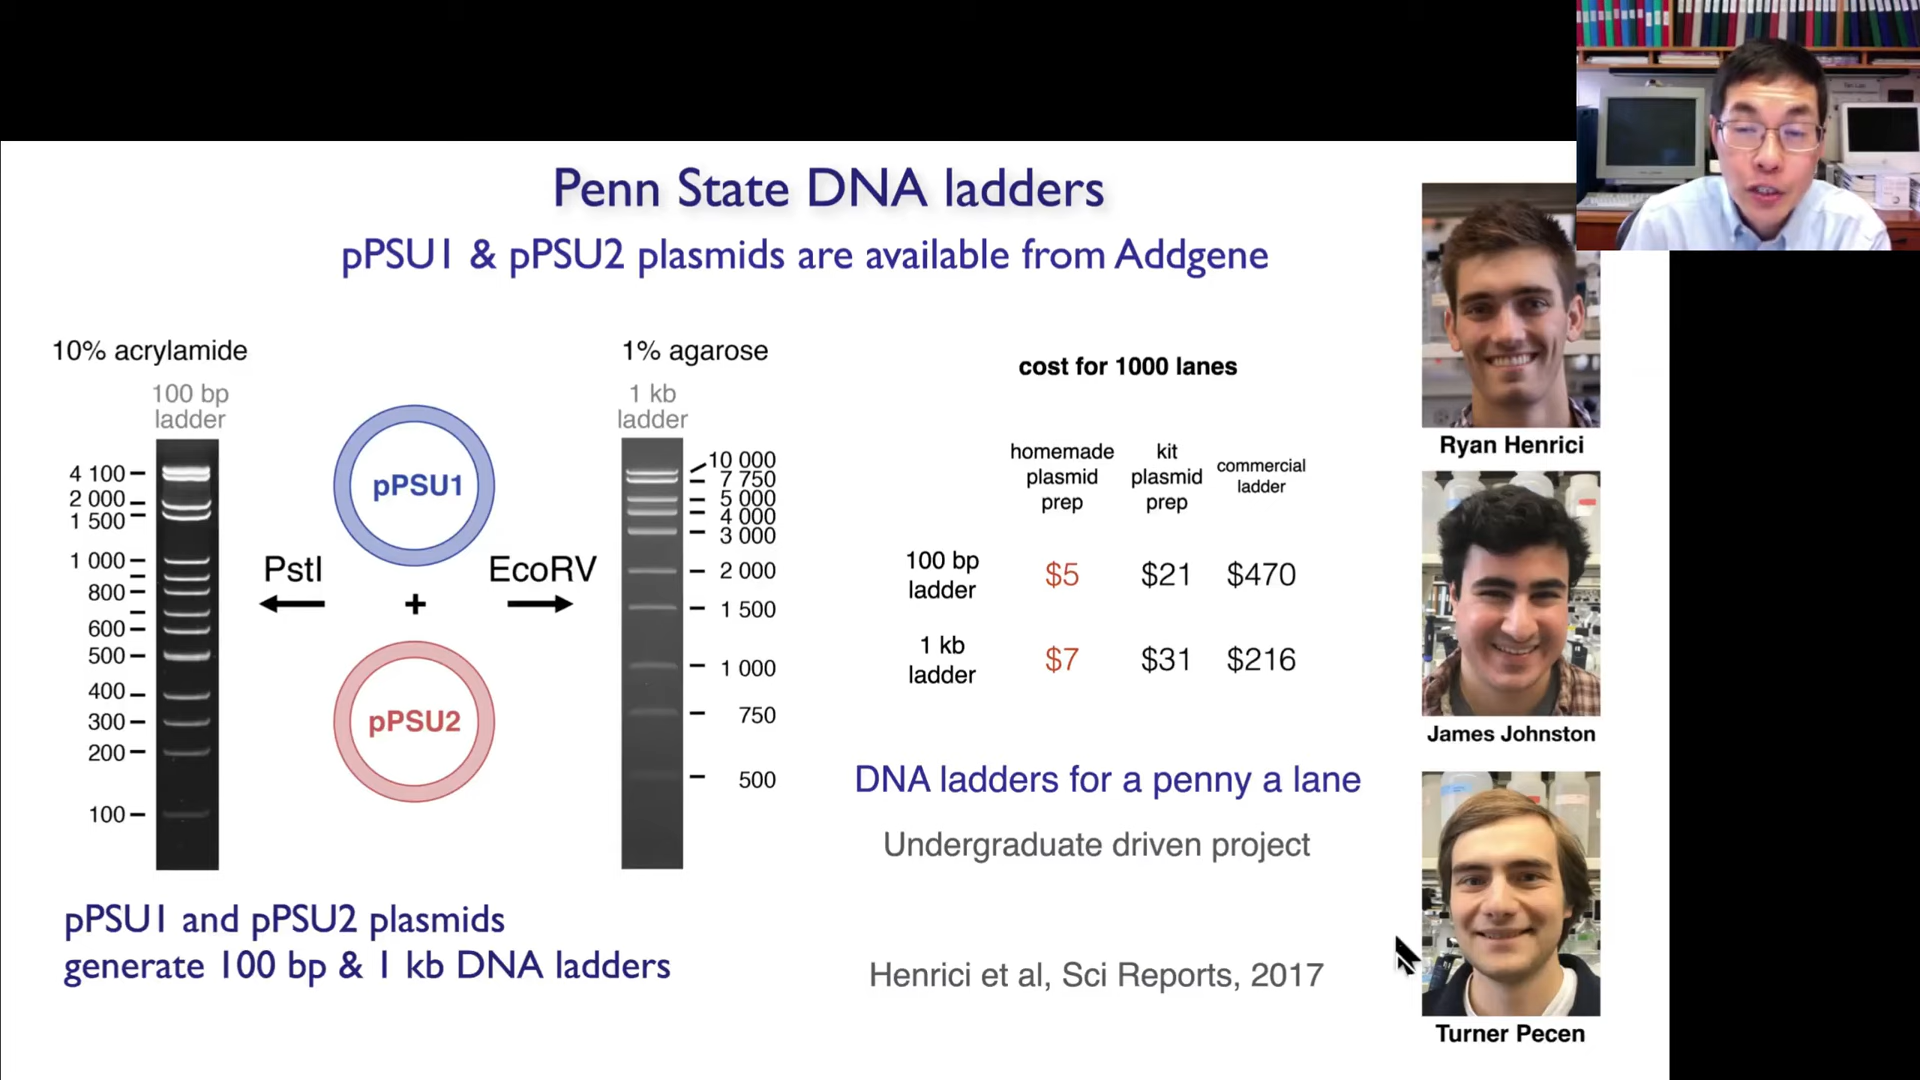 Penn State DNA ladders
pPSU1 & pPSU2 plasmids are available from Addgene
10% acrylamide
100 bp
ladder
4 100
2 000
1 500
1 000
800
600
500
400
300
200
100
pPSU1
PstI
EcoRV
+
pPSU2
1% agarose
1 kb
ladder
10 000
7 750
5 000
4 000
3 000
2 000
1 500
1 000
750
500
pPSU1 and pPSU2 plasmids
generate 100 bp & 1 kb DNA ladders
cost for 1000 lanes
homemade
plasmid
prep
kit
plasmid
prep
commercial
ladder
100 bp
ladder
$5
$21
$470
1 kb
ladder
$7
$31
$216
DNA ladders for a penny a lane
Undergraduate driven project
Henrici et al, Sci Reports, 2017
Ryan Henrici
James Johnston
Turner Pecen